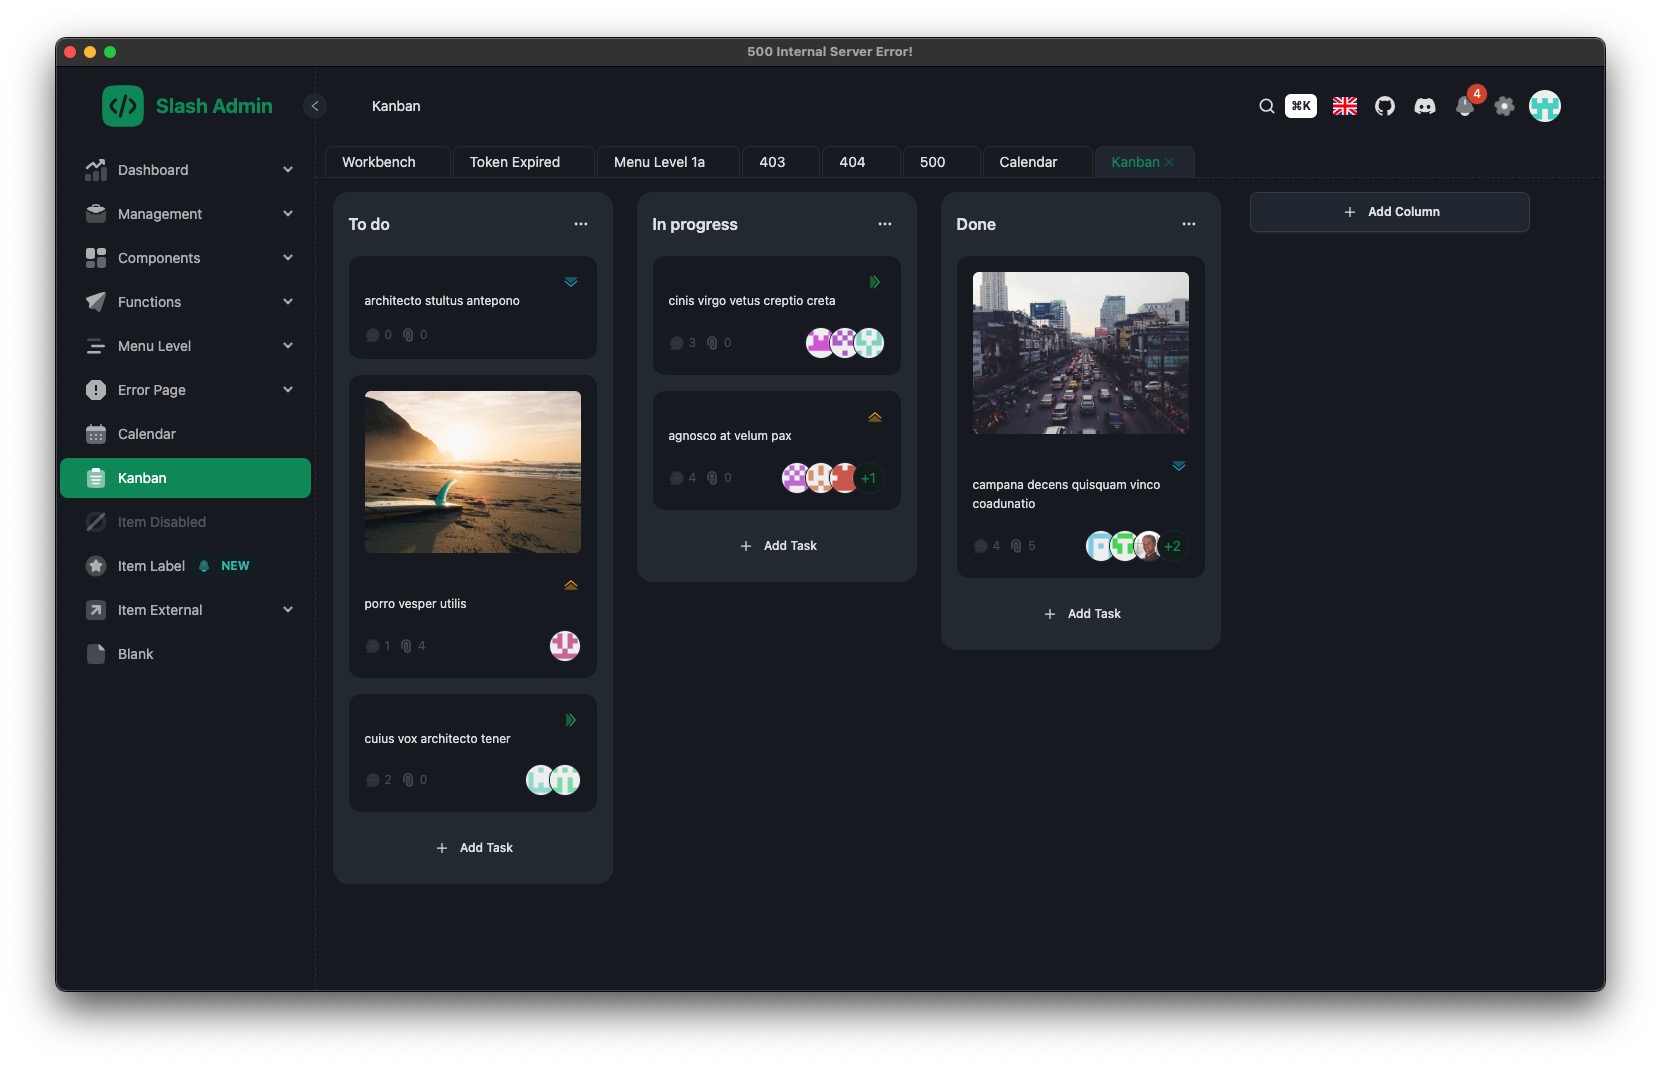 500 Internal Server Error!
Slash Admin
Kanban
⌘K
4
Dashboard
Management
Components
Functions
Menu Level
Error Page
Calendar
Kanban
Item Disabled
Item Label NEW
Item External
Blank
Workbench Token Expired Menu Level 1a 403 404 500 Calendar Kanban
To do
architecto stultus antepono
0 0
porro vesper utilis
1 4
cuius vox architecto tener
2 0
Add Task
In progress
cinis virgo vetus creptio creta
3 0
agnosco at velum pax
4 0 +1
Add Task
Done
campana decens quisquam vinco
coadunatio
4 5 +2
Add Task
Add Column